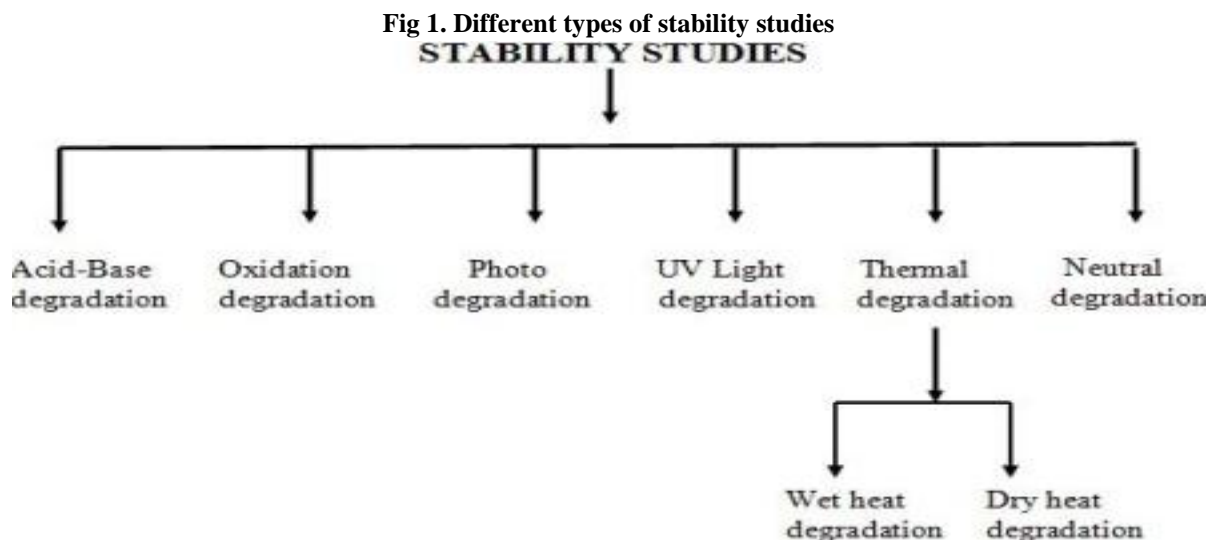 Fig 1. Different types of stability studies
STABILITY STUDIES
Acid-Base
degradation
Oxidation
degradation
Photo
degradation
UV Light
degradation
Thermal
degradation
Neutral
degradation
Wet heat
degradation
Dry heat
degradation